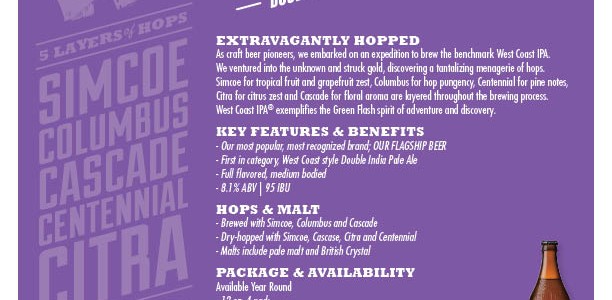 5 LAYERS of HOPS
SIMCOE
COLUMBUS
CASCADE
CENTENNIAL
CITRA
EXTRAVAGANTLY HOPPED
As craft beer pioneers, we embarked on an expedition to brew the benchmark West Coast IPA.
We ventured into the unknown and struck gold, discovering a tantalizing menagerie of hops.
Simcoe for tropical fruit and grapefruit zest, Columbus for hop pungency, Centennial for pine notes,
Citra for citrus zest and Cascade for floral aroma are layered throughout the brewing process.
West Coast IPA® exemplifies the Green Flash spirit of adventure and discovery.
KEY FEATURES & BENEFITS
- Our most popular, most recognized brand; OUR FLAGSHIP BEER
- First in category, West Coast style Double India Pale Ale
- Full flavored, medium bodied
- 8.1% ABV | 95 IBU
HOPS & MALT
- Brewed with Simcoe, Columbus and Cascade
- Dry-hopped with Simcoe, Cascase, Citra and Centennial
- Malts include pale malt and British Crystal
PACKAGE & AVAILABILITY
Available Year Round